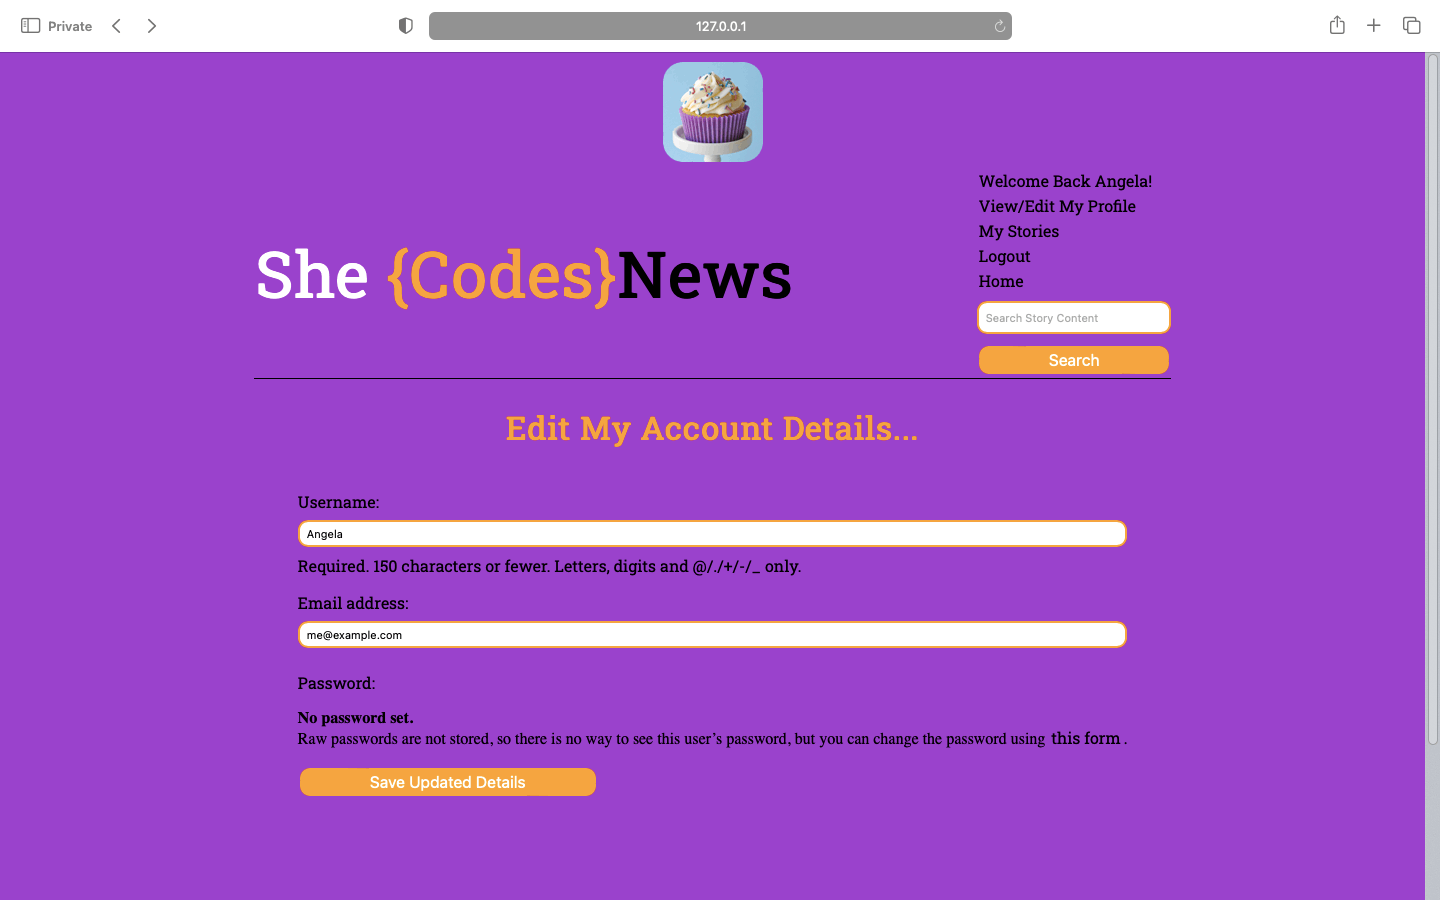 Private
127.0.0.1
Welcome Back Angela!
View/Edit My Profile
My Stories
Logout
Home
She {Codes}News
Search Story Content
Search
Edit My Account Details...
Username:
Angela
Required. 150 characters or fewer. Letters, digits and @/./+/-/_ only.
Email address:
me@example.com
Password:
No password set.
Raw passwords are not stored, so there is no way to see this user’s password, but you can change the password using this form.
Save Updated Details